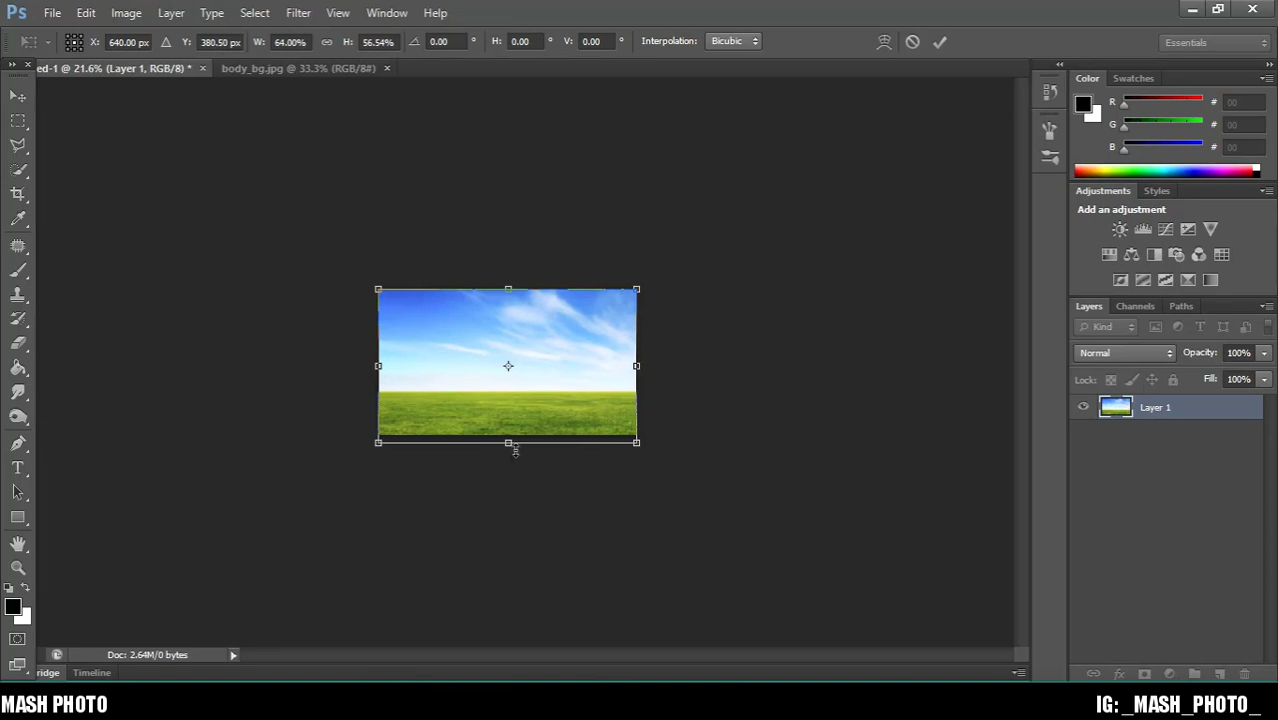 Ps File Edit Image Layer Type Select Filter View Window Help
X: 640.00 px Y: 380.50 px W: 64.00% H: 56.54% 0.00 ° H: 0.00 V: 0.00 ° Interpolation: Bicubic Essentials
ed-1 @ 21.6% (Layer 1, RGB/8) * × body_bg.jpg @ 33.3% (RGB/8#) ×
Color Swatches
R # 00
G # 00
B # 00
Adjustments Styles
Add an adjustment
Layers Channels Paths
Kind
Normal Opacity: 100%
Lock: Fill: 100%
Layer 1
Doc: 2.64M/0 bytes
ridge Timeline
MASH PHOTO IG: _MASH_PHOTO_